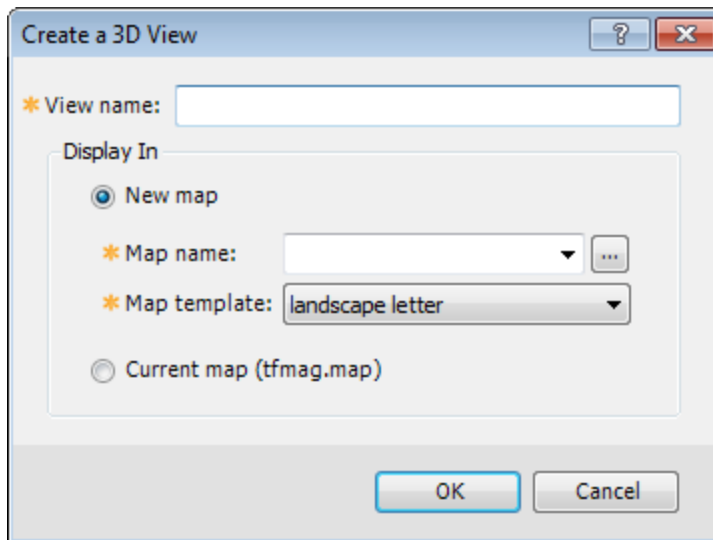 Create a 3D View
?
* View name:
Display In
New map
* Map name:
...
* Map template: landscape letter
Current map (tfmag.map)
OK Cancel